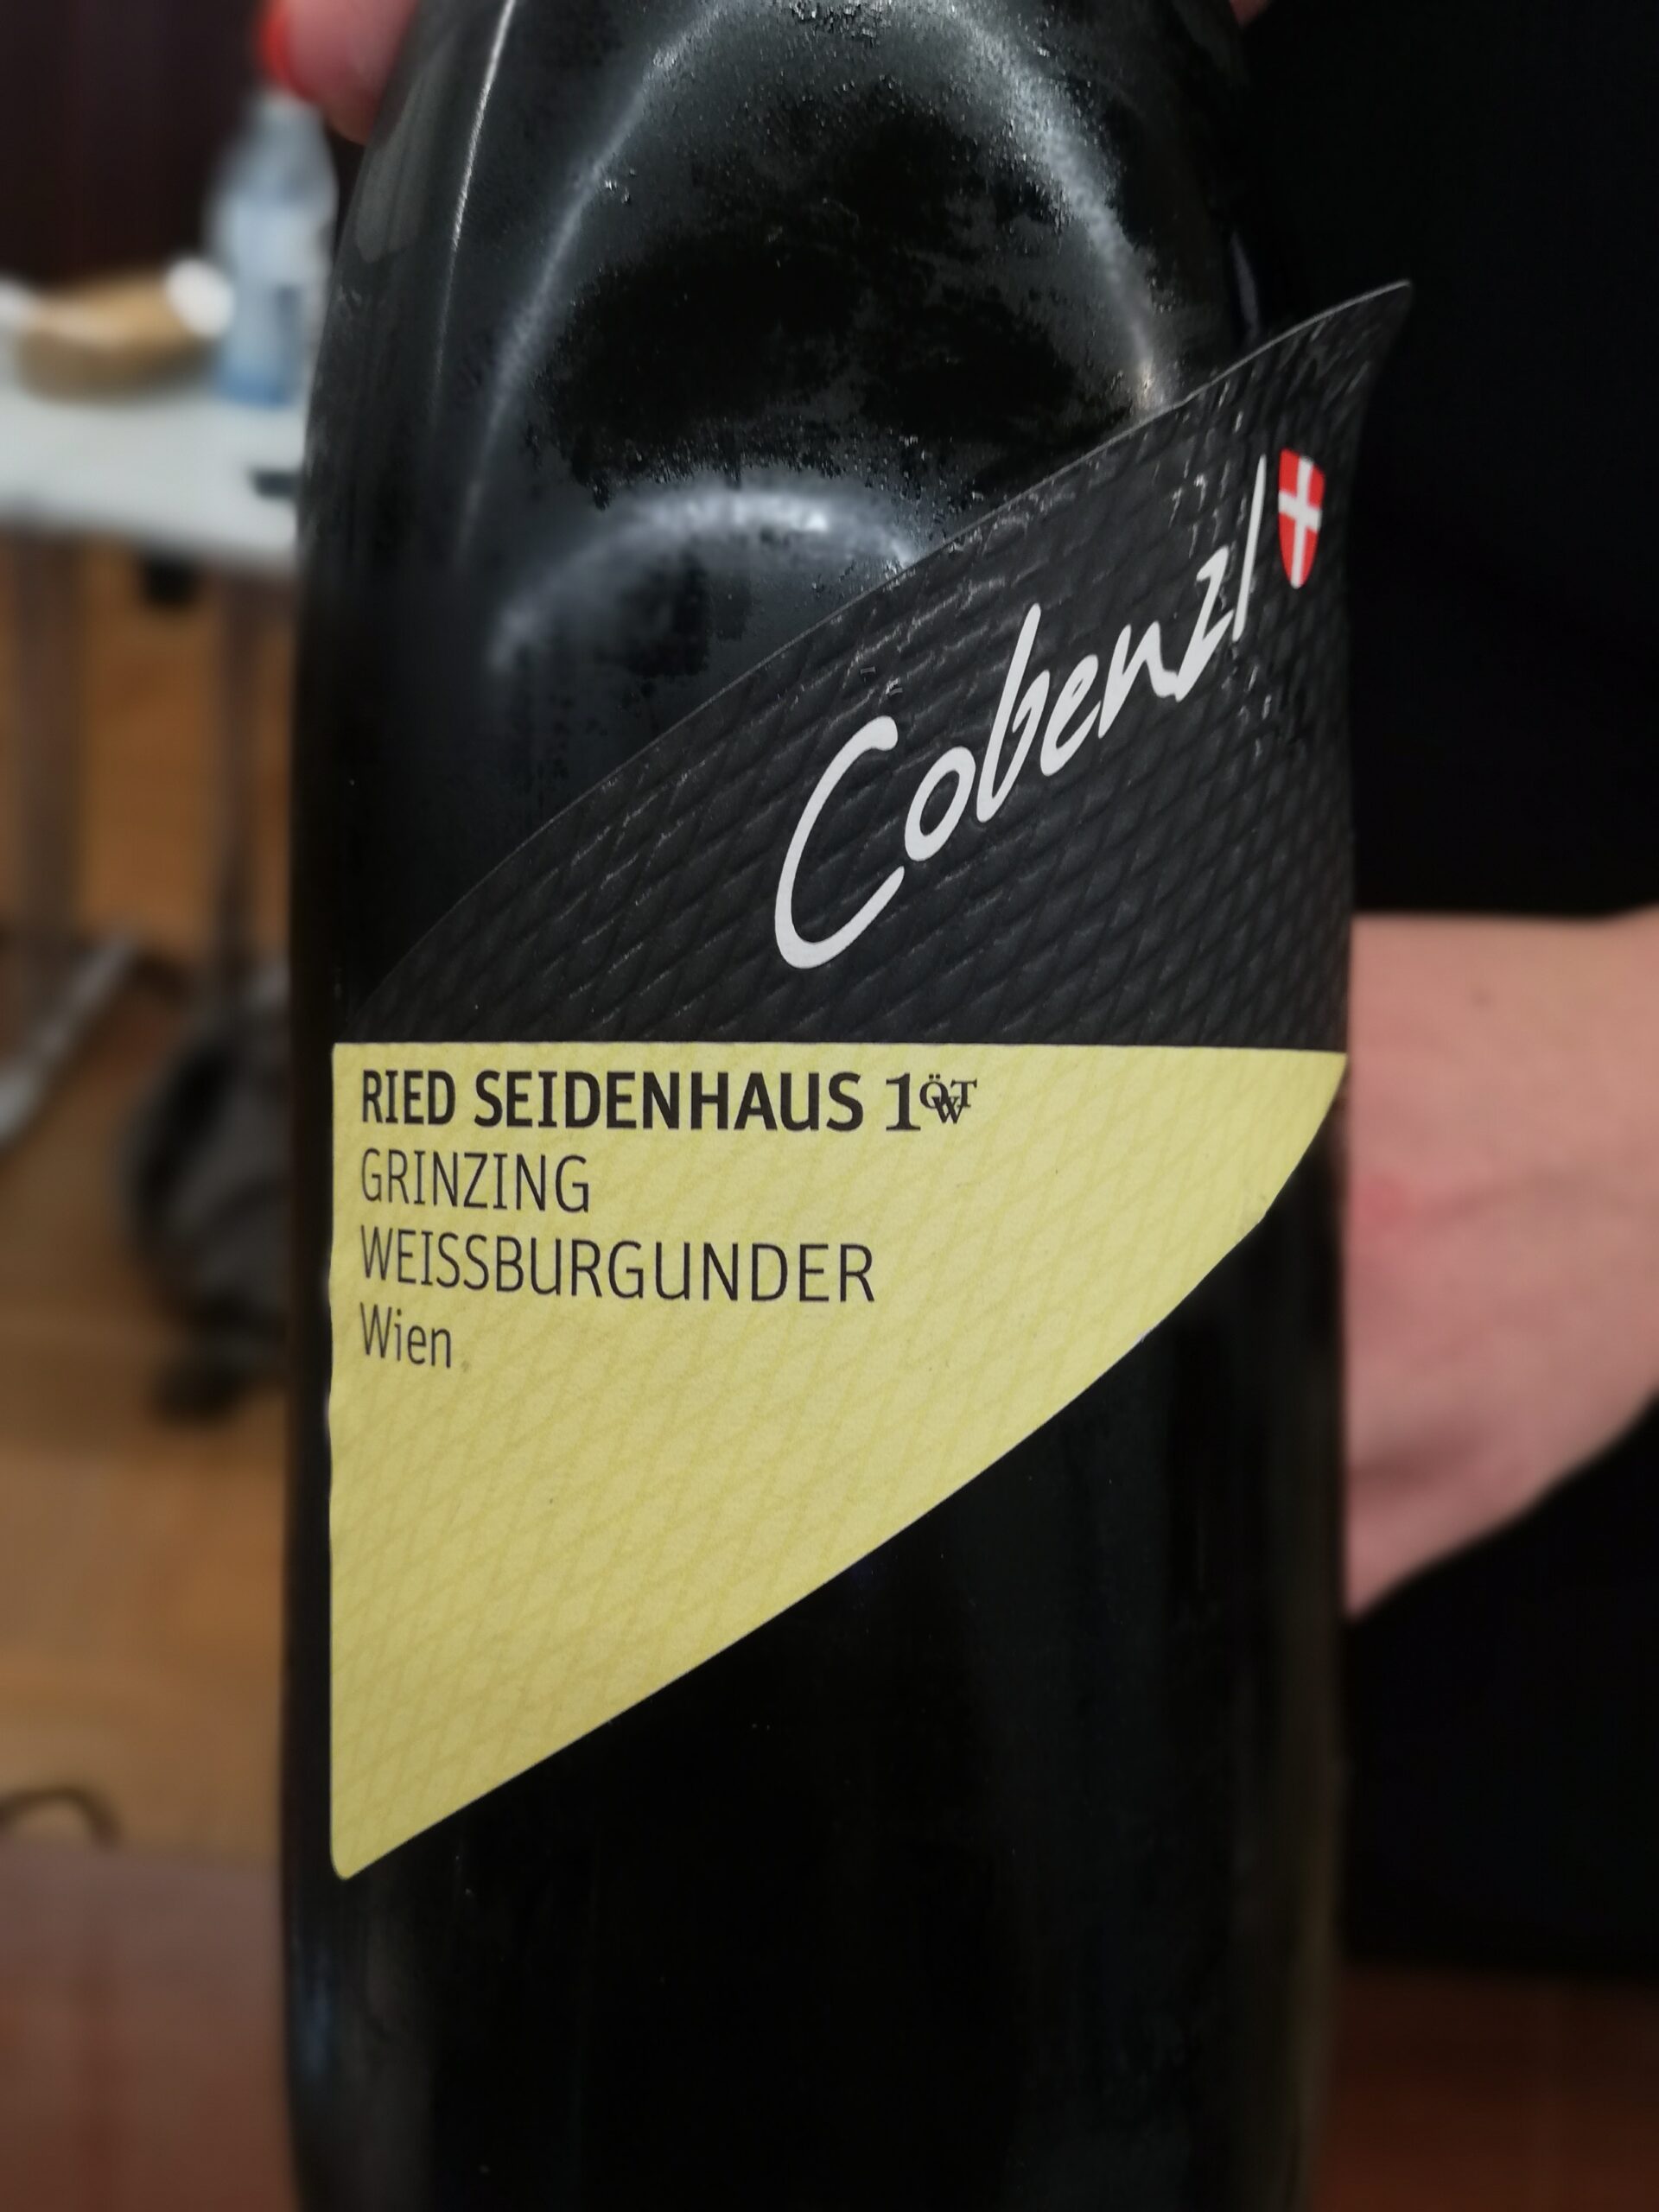 Cobenzl
RIED SEIDENHAUS 1ÖWT
GRINZING
WEISSBURGUNDER
Wien